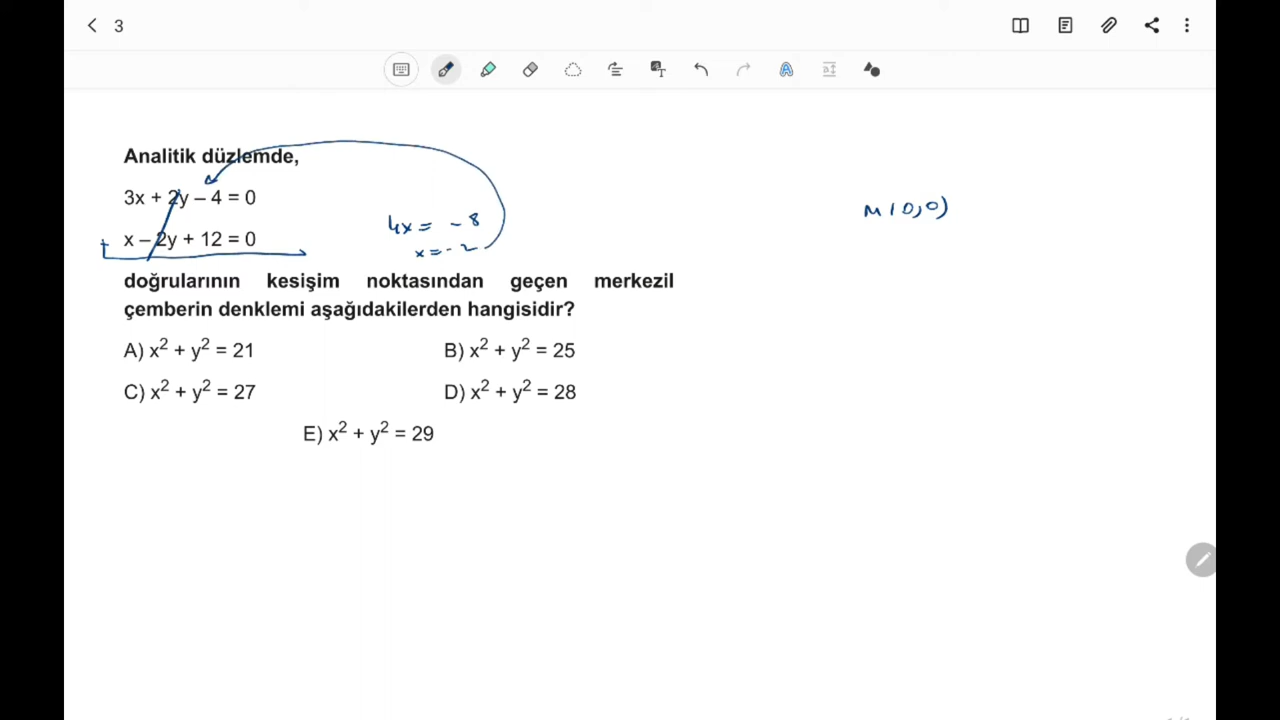 3
Analitik düzlemde,
3x + 2y – 4 = 0
x – 2y + 12 = 0
4x = -8
x = -2
M(0,0)
doğrularının kesişim noktasından geçen merkezil
çemberin denklemi aşağıdakilerden hangisidir?
A) x² + y² = 21 B) x² + y² = 25
C) x² + y² = 27 D) x² + y² = 28
E) x² + y² = 29